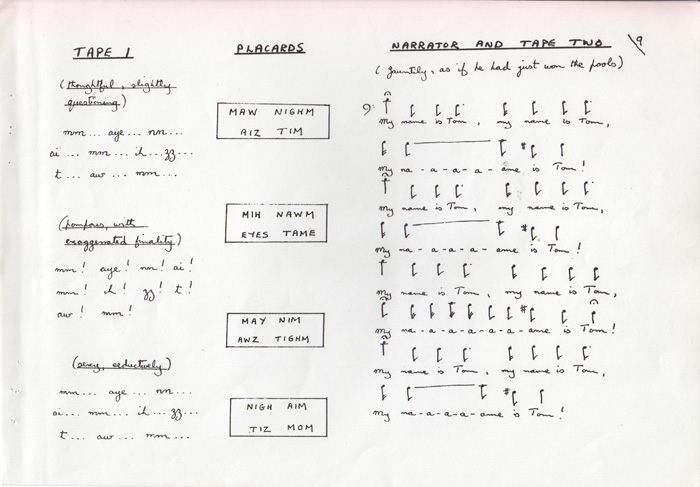 TAPE 1
(thoughtful, slightly
questioning)
mm... aye... nn...
ai ... mm... ih...zz...
t... aw ... mm...
(pompous, with
exaggerated finality)
mm! aye! nn! ai!
mm! ih! zz! t!
aw! mm!
(sexy, seductively)
mm... aye... nn...
ai... mm... ih... zz...
t... aw... mm...
PLACARDS
MAW NIGHM
AIZ TIM
MIH NAWM
EYES TAME
MAY NIM
AWZ TIGHM
NIGH AIM
TIZ MOM
NARRATOR AND TAPE TWO
9
(Jauntily, as if he had just won the pools)
my name is Tom, my name is Tom,
my na-a-a-a-ame is Tom!
my name is Tom, my name is Tom,
my na-a-a-a-ame is Tom!
my name is Tom, my name is Tom,
my na-a-a-a-a-a-ame is Tom!
my name is Tom, my name is Tom,
my na-a-a-a-ame is Tom!